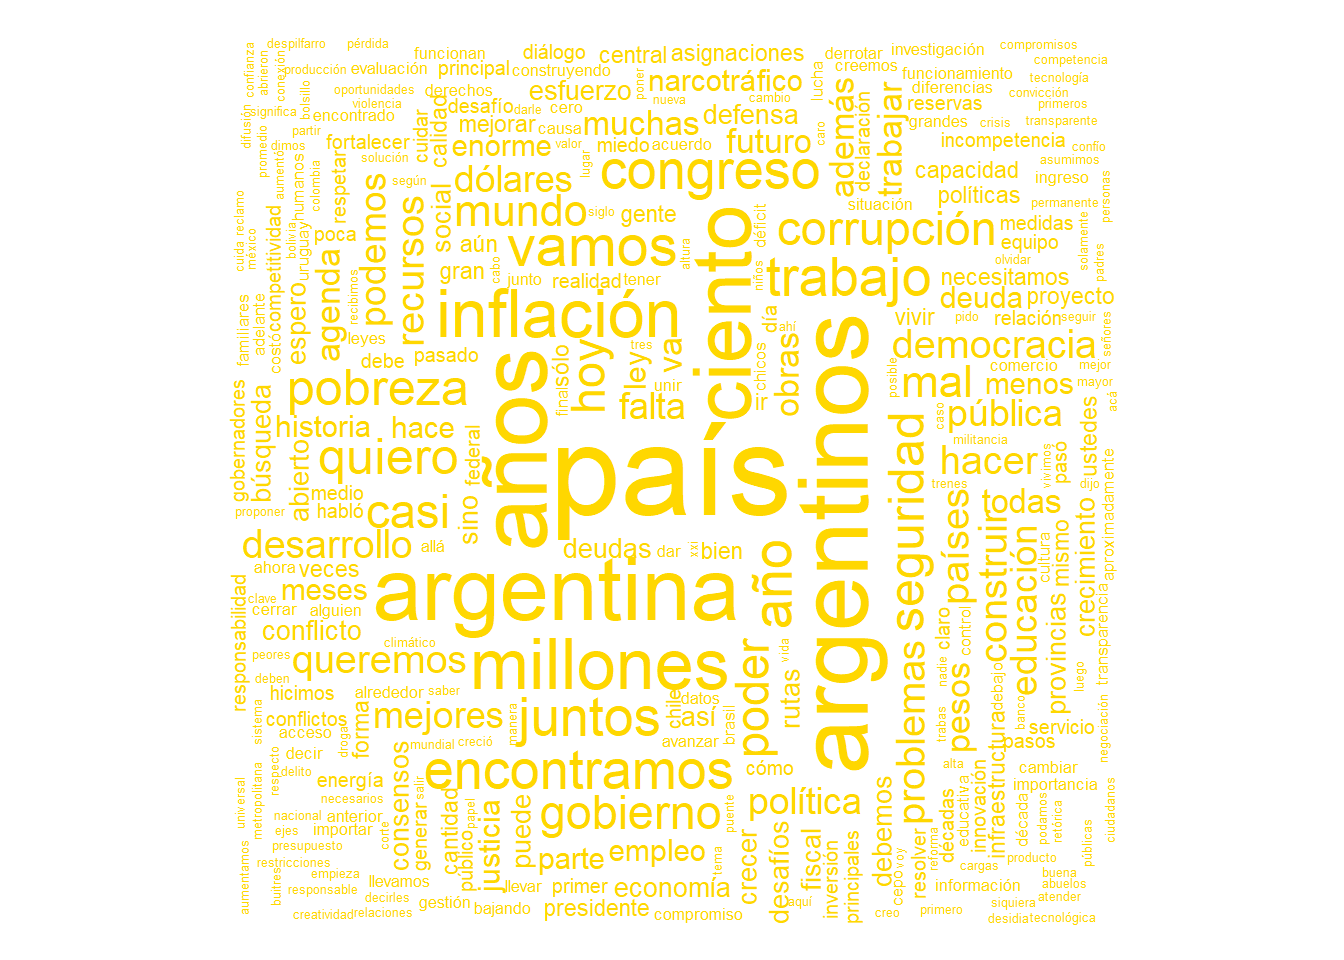 despilfarro
pérdida
funcionan
diálogo
central
asignaciones
derrotar
investigación
compromisos
competencia
confianza
abrieron
conexión
producción
evaluación
principal
construyendo
narcotráfico
creemos
funcionamiento
tecnología
oportunidades
derechos
esfuerzo
poner
nueva
cambio
lucha
diferencias
convicción
bolsillo
violencia
desafío
darle
cero
defensa
además
declaración
trabajar
reservas
primeros
significa
encontrado
calidad
mejorar
causa
muchas
grandes
crisis
transparente
difusión
promedio
partir
fortalecer
cuidar
enorme
valor
miedo
acuerdo
futuro
caro
incompetencia
confío
dimos
solución
lugar
congreso
asumimos
aumentó
humanos
colombia
respetar
según
podemos
dólares
capacidad
ingreso
personas
cuida
reclamo
méxico
competitividad
bolivia
uruguay
poca
recursos
social
mundo
siglo
gente
déficit
situación
políticas
permanente
corrupción
medidas
solamente
padres
aún
vamos
altura
equipo
olvidar
costó
espero
agenda
recibimos
gran
cabo
junto
realidad
tener
niños
ciento
trabajo
necesitamos
familiares
adelante
leyes
inflación
día
ahí
deuda
proyecto
vivir
pido
relación
seguir
señores
debe
pasado
hoy
sólo
final
tres
ley
va
chicos
obras
democracia
comercio
mejor
gobernadores
búsqueda
pobreza
años
unir
ir
argentinos
posible
mal
menos
mayor
acá
falta
historia
hace
país
caso
pública
ustedes
abierto
quiero
federal
seguridad
militancia
pasó
vivimos
hacer
dijo
aproximadamente
proponer
medio
habló
casi
sino
trenes
todas
desarrollo
allá
deudas
dar
xxi
bien
países
construir
educación
cultura
mismo
crecimiento
ahora
veces
argentina
año
responsabilidad
clave
meses
cerrar
alguien
claro
control
provincias
transparencia
conflicto
climático
millones
poder
vida
problemas
nadie
peores
queremos
luego
deben
hicimos
alrededor
saber
chile
datos
rutas
pesos
debajo
banco
sistema
conflictos
acceso
forma
mejores
juntos
manera
así
brasil
trabas
servicio
negociación
decir
droga
mundial
creció
avanzar
pasos
metropolitana
respecto
delito
energía
consensos
salir
encontramos
cómo
alta
cambiar
universal
necesarios
cantidad
papel
gobierno
puente
política
debemos
décadas
educativa
innovación
infraestructura
importancia
ciudadanos
nacional
anterior
ejes
importar
corte
generar
público
justicia
puede
década
podamos
retórica
presupuesto
restricciones
parte
empleo
tema
crecer
desafíos
fiscal
resolver
reforma
cargas
producto
públicas
aumentamos
buitres
empieza
responsable
llevamos
llevar
primer
economía
inversión
principales
cepo
voy
información
buena
abuelos
decirles
gestión
bajando
presidente
compromiso
aquí
creo
primero
siquiera
atender
creatividad
relaciones
desidia
tecnológica